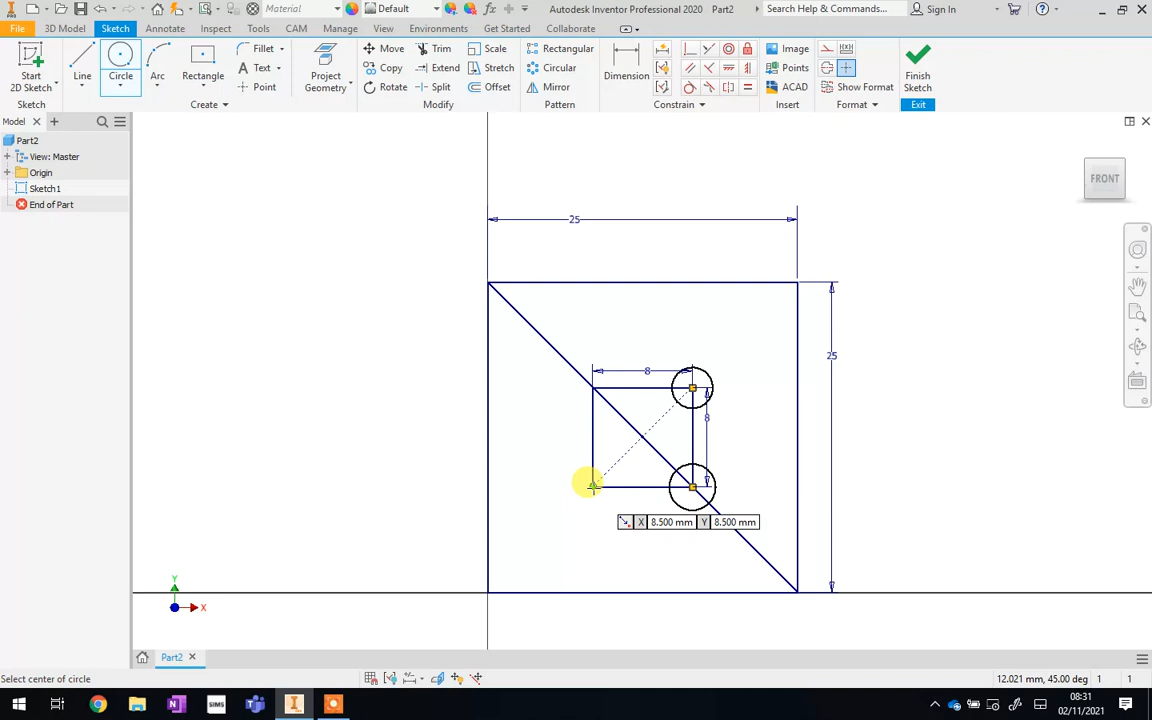 Material
Default
Autodesk Inventor Professional 2020
Part2
Search Help & Commands...
Sign In
File
3D Model
Sketch
Annotate
Inspect
Tools
CAM
Manage
View
Environments
Get Started
Collaborate
Start
2D Sketch
Line
Circle
Arc
Rectangle
Fillet
Text
Point
Project
Geometry
Move
Copy
Rotate
Trim
Extend
Split
Scale
Stretch
Offset
Rectangular
Circular
Mirror
Dimension
Image
Points
ACAD
Show Format
Finish
Sketch
Sketch
Create
Modify
Pattern
Constrain
Insert
Format
Exit
Model
Part2
View: Master
Origin
Sketch1
End of Part
FRONT
25
25
8
8
X 8.500 mm Y 8.500 mm
Y
X
Part2
Select center of circle
12.021 mm, 45.00 deg 1 1
SIMS
08:31
02/11/2021